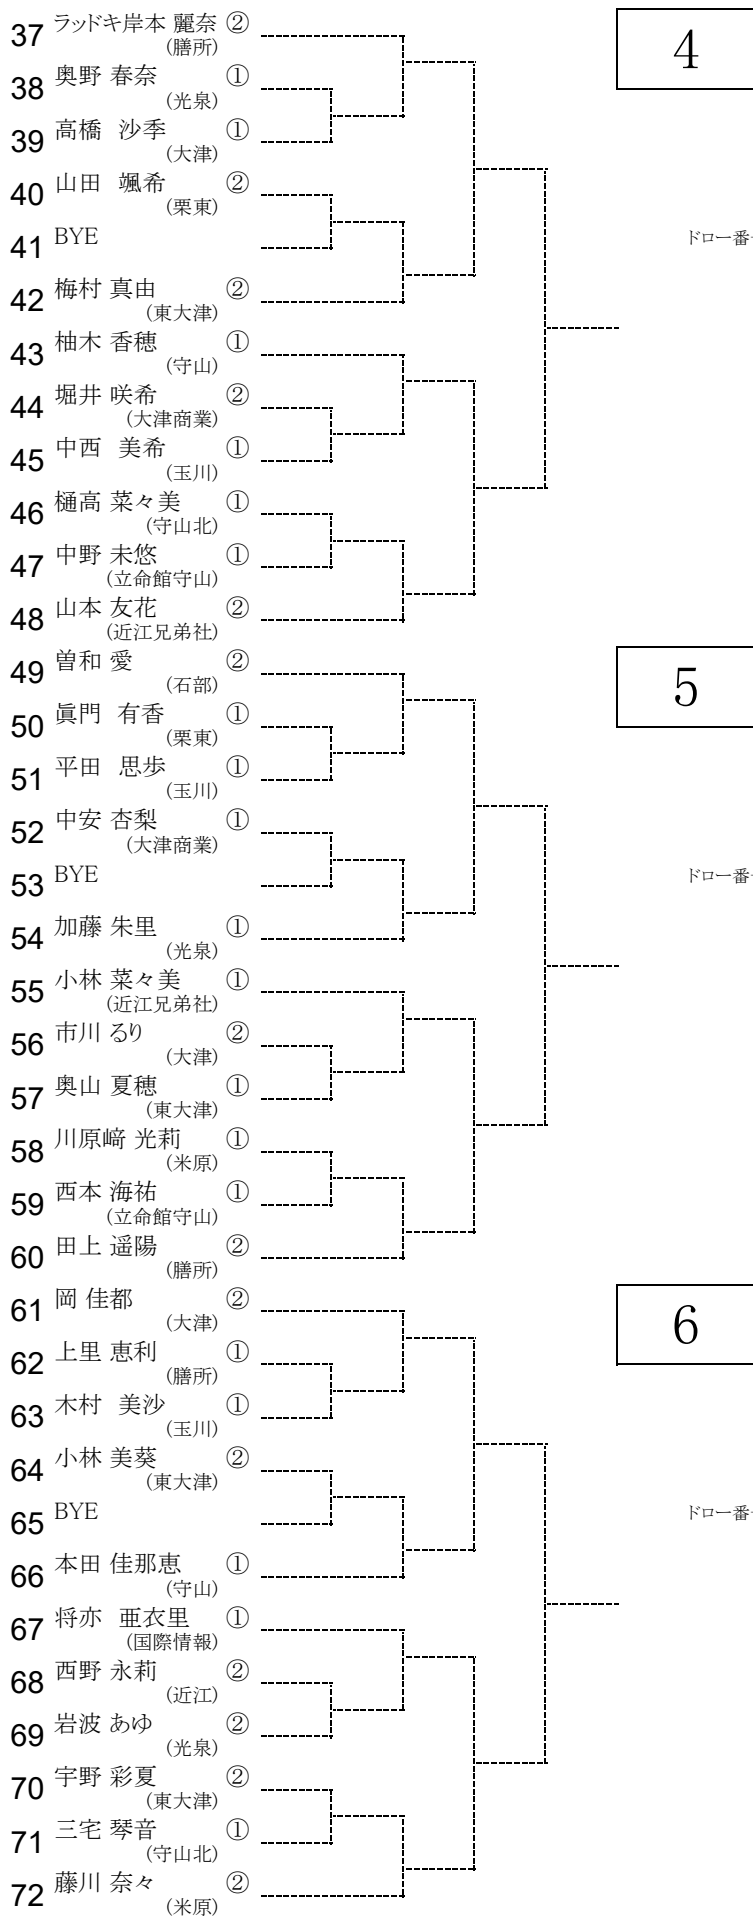 37 ラッドキ岸本 麗奈 ②
(膳所)
4
38 奥野 春奈 ①
(光泉)
39 高橋 沙季 ①
(大津)
40 山田 颯希 ②
(栗東)
41 BYE
ドロー番
42 梅村 真由 ②
(東大津)
43 柚木 香穂 ①
(守山)
44 堀井 咲希 ②
(大津商業)
45 中西 美希 ①
(玉川)
46 樋高 菜々美 ①
(守山北)
47 中野 未悠 ①
(立命館守山)
48 山本 友花 ②
(近江兄弟社)
49 曽和 愛 ②
(石部)
5
50 眞門 有香 ①
(栗東)
51 平田 思歩 ①
(玉川)
52 中安 杏梨 ①
(大津商業)
53 BYE
ドロー番
54 加藤 朱里 ①
(光泉)
55 小林 菜々美 ①
(近江兄弟社)
56 市川 るり ②
(大津)
57 奥山 夏穂 ①
(東大津)
58 川原﨑 光莉 ①
(米原)
59 西本 海祐 ①
(立命館守山)
60 田上 遥陽 ②
(膳所)
61 岡 佳都 ②
(大津)
6
62 上里 恵利 ①
(膳所)
63 木村 美沙 ①
(玉川)
64 小林 美葵 ②
(東大津)
65 BYE
ドロー番
66 本田 佳那恵 ①
(守山)
67 将亦 亜衣里 ①
(国際情報)
68 西野 永莉 ②
(近江)
69 岩波 あゆ ②
(光泉)
70 宇野 彩夏 ②
(東大津)
71 三宅 琴音 ①
(守山北)
72 藤川 奈々 ②
(米原)